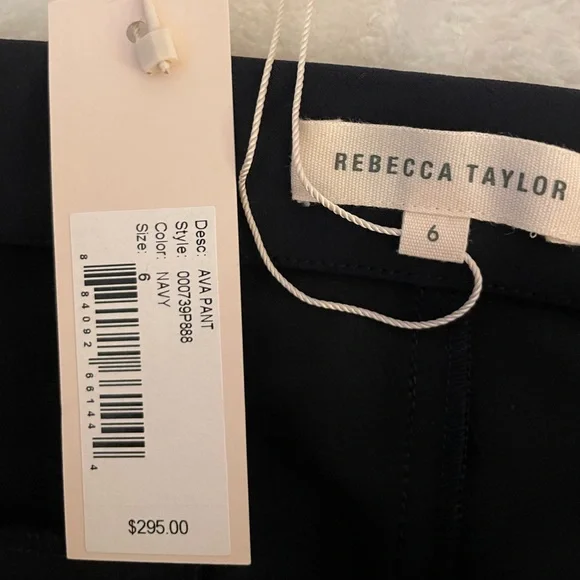 Desc: AVA PANT
Style: 000739P888
Color: NAVY
Size: 6
8 84092 66144 4
$295.00
REBECCA TAYLOR
6